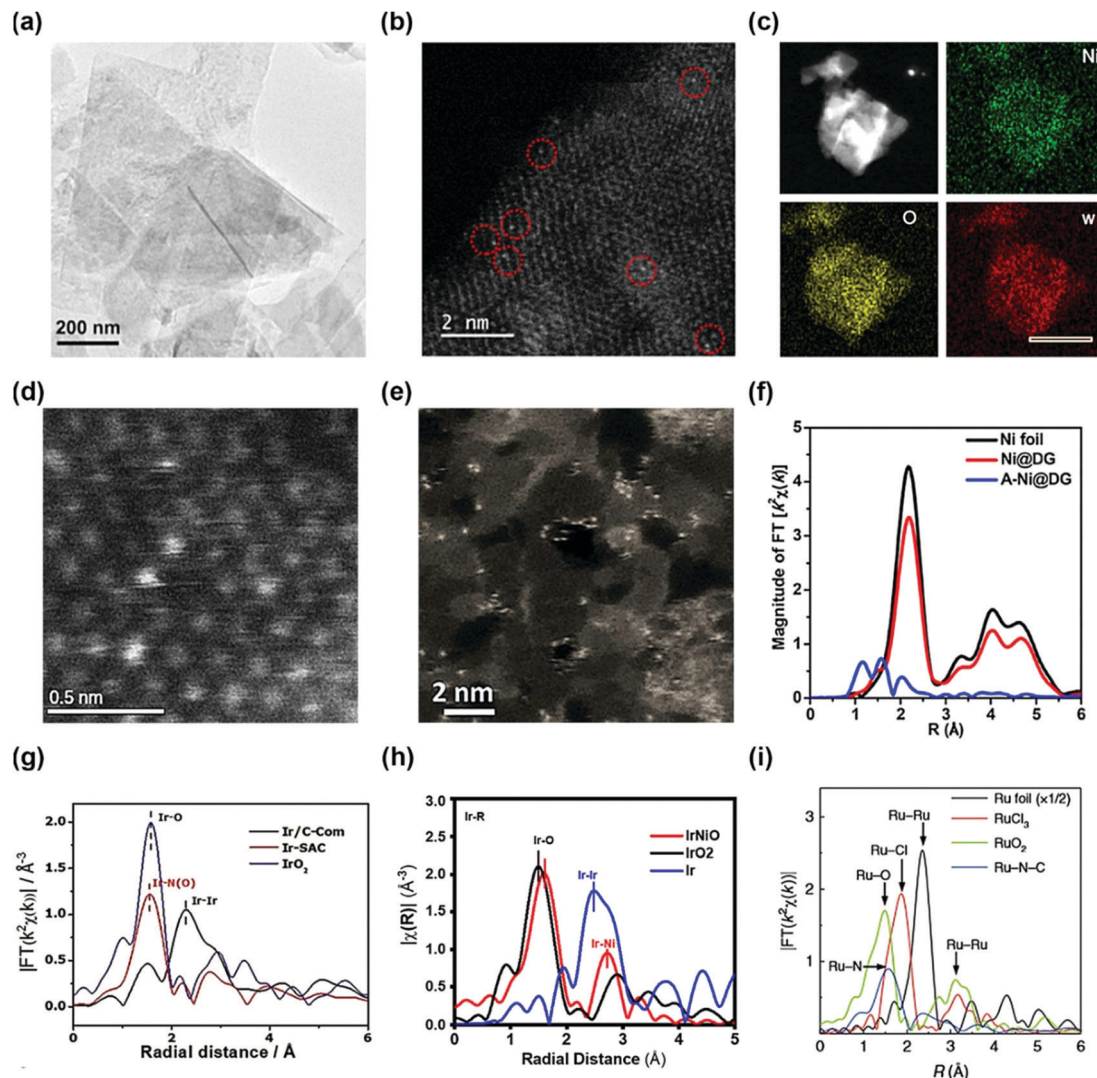 (a)
200 nm
(b)
2 nm
(c)
Ni
O
W
(d)
0.5 nm
(e)
2 nm
(f)
Magnitude of FT [k²χ(k)]
5
4
3
2
1
0
Ni foil
Ni@DG
A-Ni@DG
0 1 2 3 4 5 6
R (Å)
(g)
|FT(k²χ(k))| / Å⁻³
2.0
1.5
1.0
0.5
0.0
Ir-O
Ir-N(O)
Ir-Ir
Ir/C-Com
Ir-SAC
IrO₂
0 2 4 6
Radial distance / Å
(h)
|χ(R)| (Å⁻³)
3.0
2.5
2.0
1.5
1.0
0.5
0.0
Ir-R
Ir-O
Ir-Ir
Ir-Ni
IrNiO
IrO2
Ir
0 1 2 3 4 5
Radial Distance (Å)
(i)
|FT(k²χ(k))|
3
2
1
Ru foil (×1/2)
RuCl₃
RuO₂
Ru–N–C
Ru–Ru
Ru–Cl
Ru–O
Ru–N
Ru–Ru
0 1 2 3 4 5 6
R (Å)